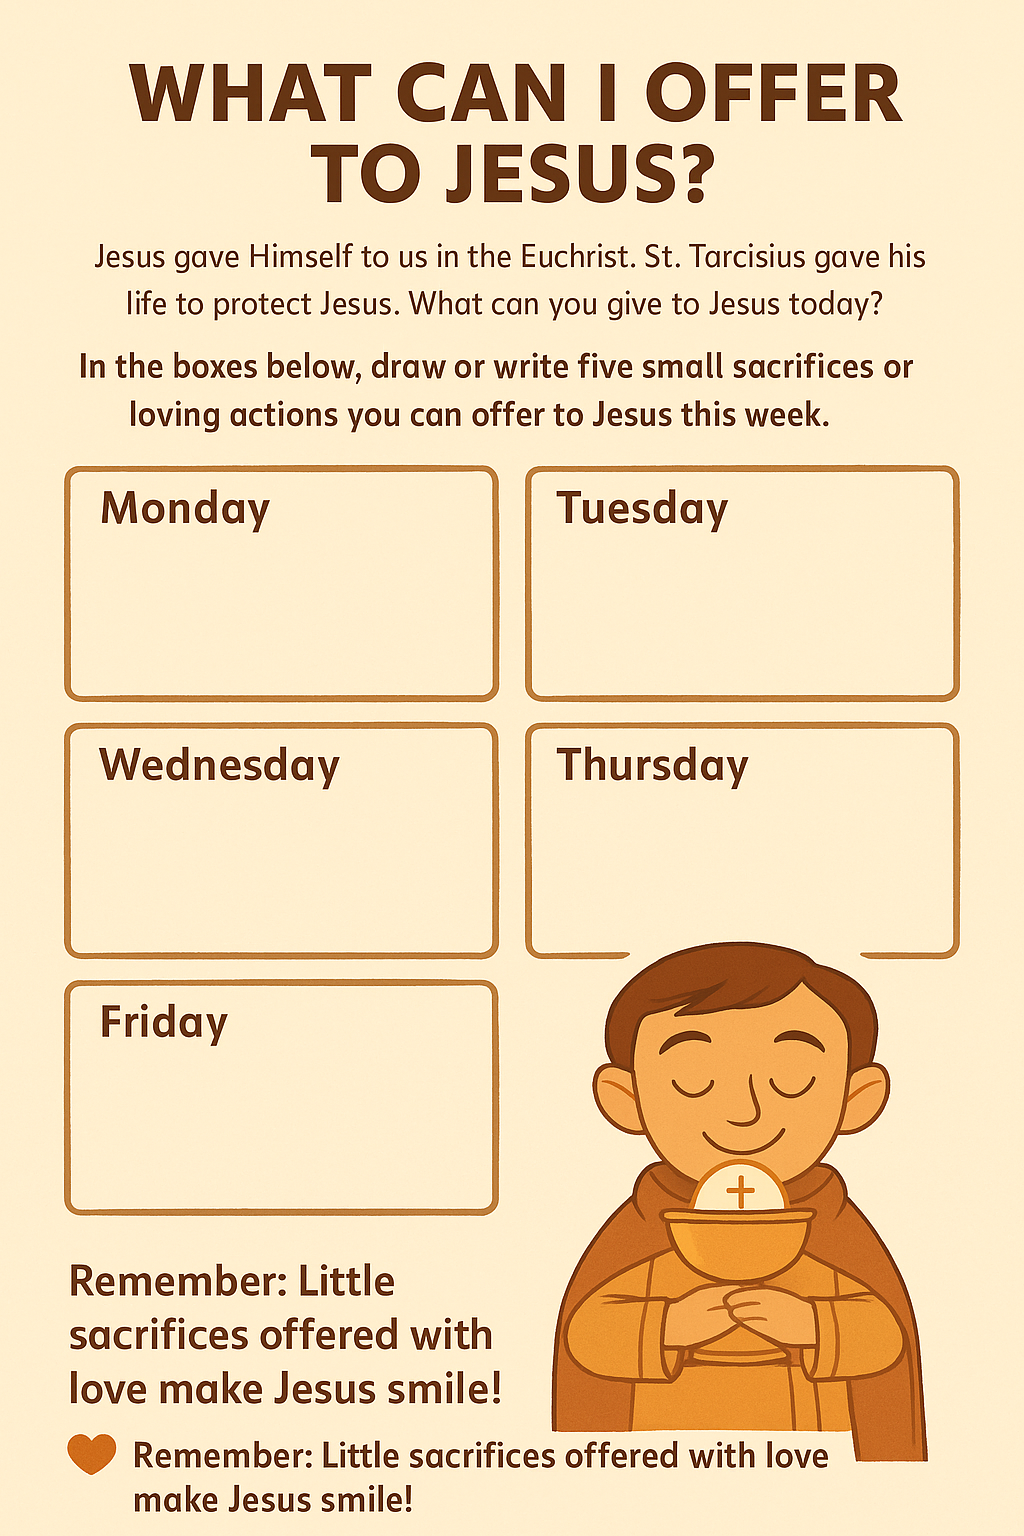 WHAT CAN I OFFER
TO JESUS?
Jesus gave Himself to us in the Euchrist. St. Tarcisius gave his
life to protect Jesus. What can you give to Jesus today?
In the boxes below, draw or write five small sacrifices or
loving actions you can offer to Jesus this week.
Monday
Tuesday
Wednesday
Thursday
Friday
Remember: Little
sacrifices offered with
love make Jesus smile!
Remember: Little sacrifices offered with love
make Jesus smile!